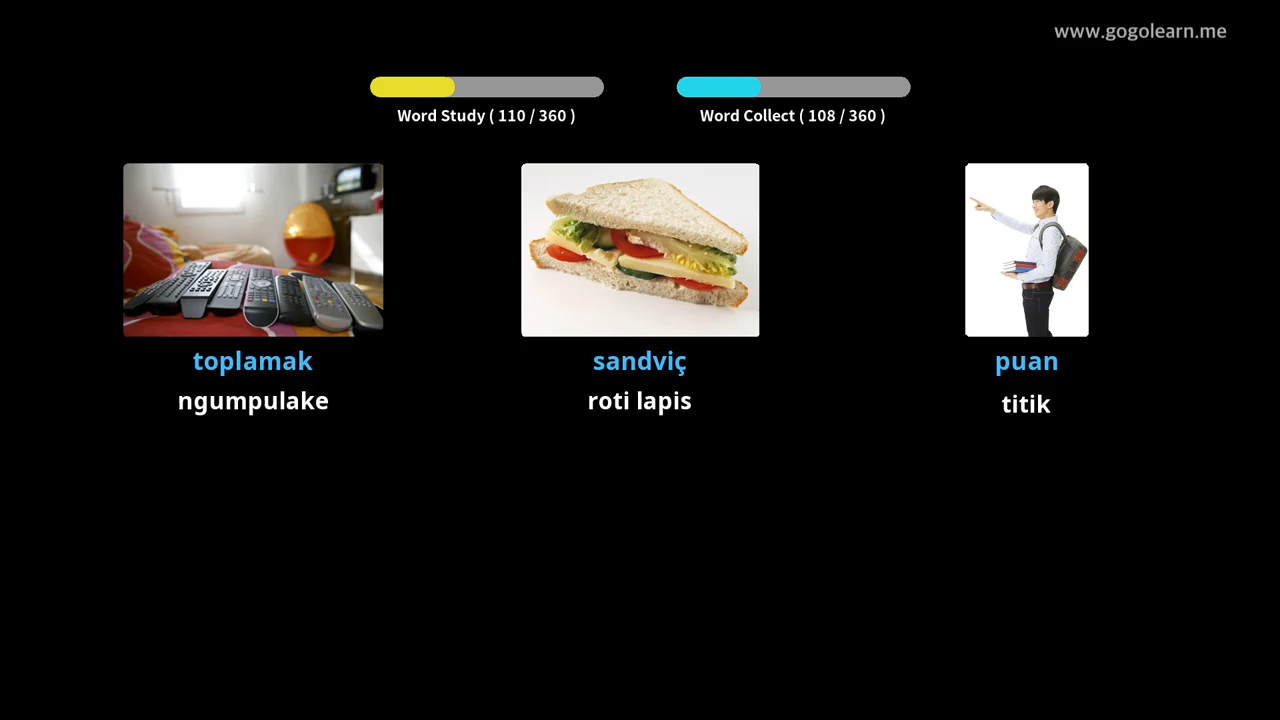 www.gogolearn.me
Word Study ( 110 / 360 )
Word Collect ( 108 / 360 )
toplamak
ngumpulake
sandviç
roti lapis
puan
titik